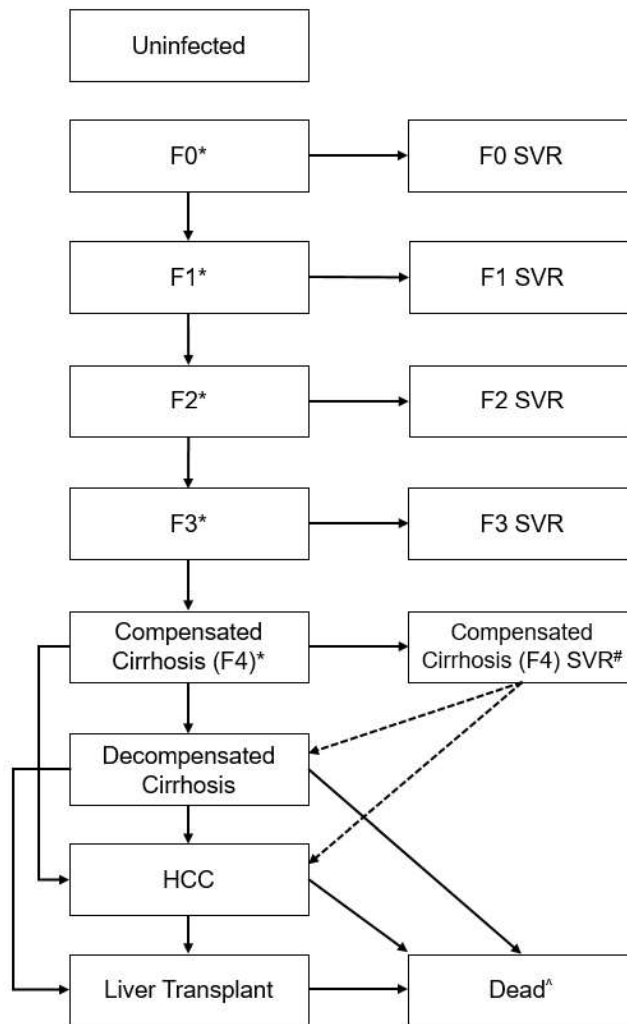 Uninfected
F0*
F0 SVR
F1*
F1 SVR
F2*
F2 SVR
F3*
F3 SVR
Compensated
Cirrhosis (F4)*
Compensated
Cirrhosis (F4) SVR#
Decompensated
Cirrhosis
HCC
Liver Transplant
Dead^